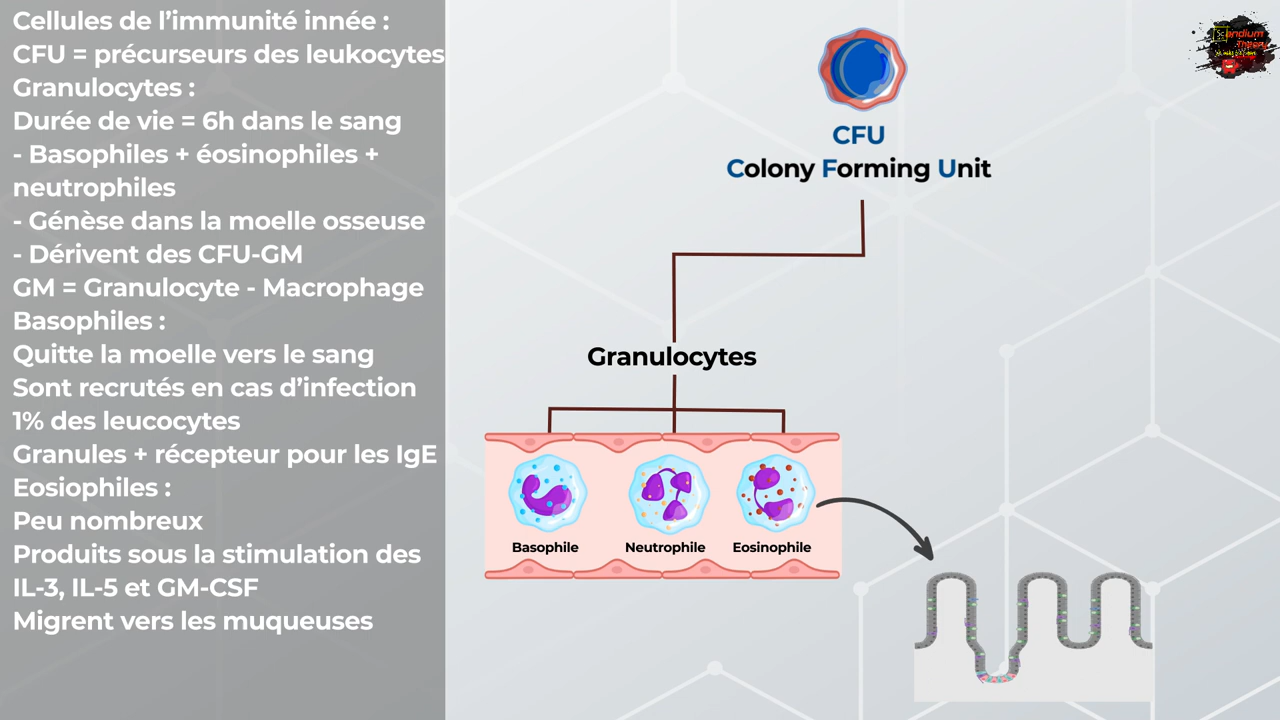 Cellules de l’immunité innée :
CFU = précurseurs des leukocytes
Granulocytes :
Durée de vie = 6h dans le sang
- Basophiles + éosinophiles +
neutrophiles
- Génèse dans la moelle osseuse
- Dérivent des CFU-GM
GM = Granulocyte - Macrophage
Basophiles :
Quitte la moelle vers le sang
Sont recrutés en cas d’infection
1% des leucocytes
Granules + récepteur pour les IgE
Eosiophiles :
Peu nombreux
Produits sous la stimulation des
IL-3, IL-5 et GM-CSF
Migrent vers les muqueuses
CFU
Colony Forming Unit
Granulocytes
Basophile
Neutrophile
Eosinophile